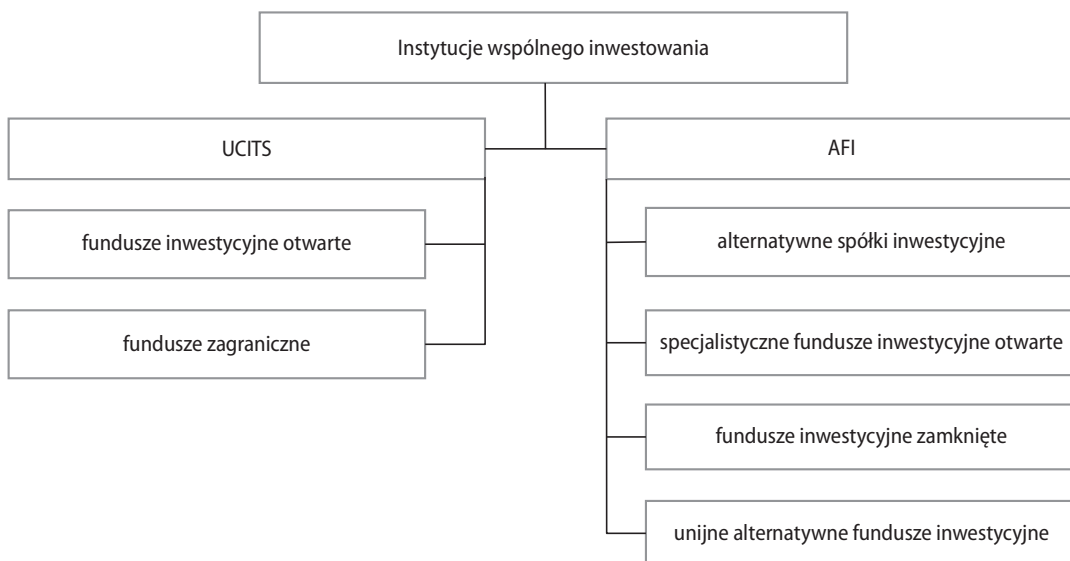 Instytucje wspólnego inwestowania
UCITS
AFI
fundusze inwestycyjne otwarte
alternatywne spółki inwestycyjne
fundusze zagraniczne
specjalistyczne fundusze inwestycyjne otwarte
fundusze inwestycyjne zamknięte
unijne alternatywne fundusze inwestycyjne